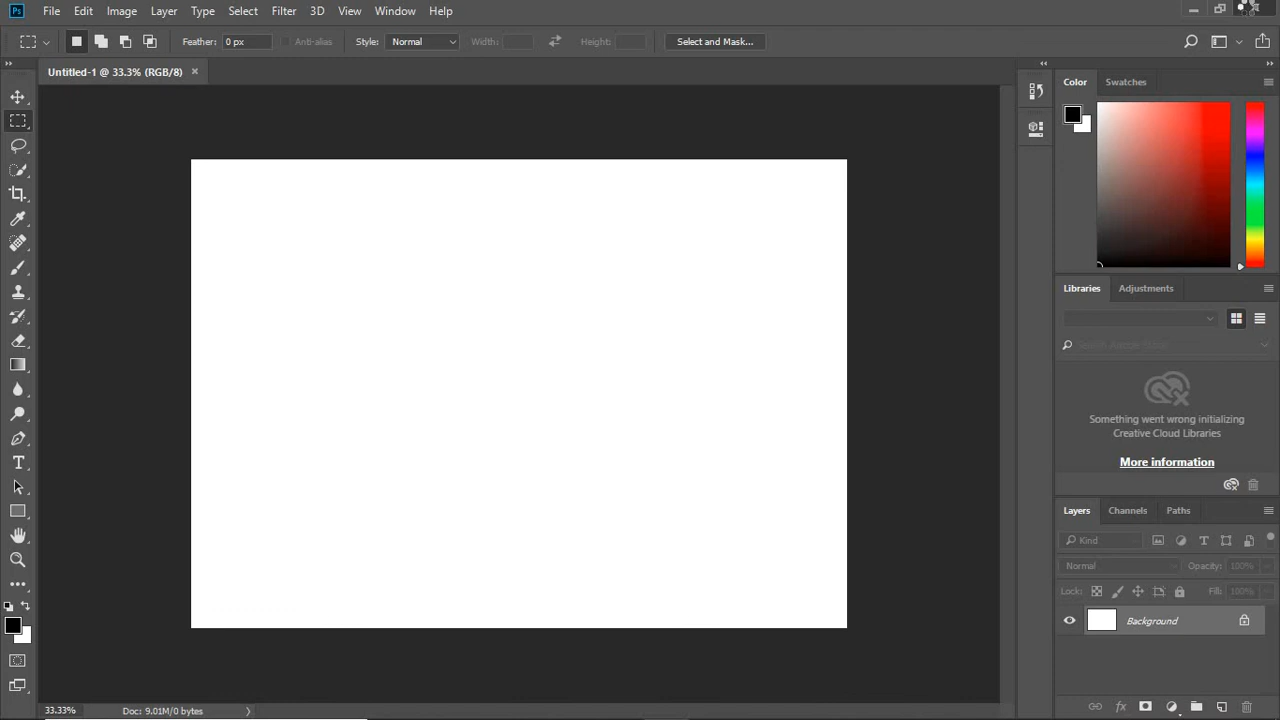 Ps File Edit Image Layer Type Select Filter 3D View Window Help
Feather: 0 px Anti-alias Style: Normal Width: Height: Select and Mask...
Untitled-1 @ 33.3% (RGB/8) ×
Color Swatches
Libraries Adjustments
Something went wrong initializing
Creative Cloud Libraries
More information
Layers Channels Paths
Kind
Normal Opacity: 100%
Lock: Fill: 100%
Background
33.33% Doc: 9.01M/0 bytes